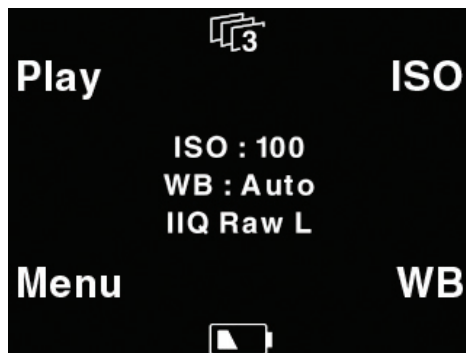 3
Play
ISO
ISO : 100
WB : Auto
IIQ Raw L
Menu
WB